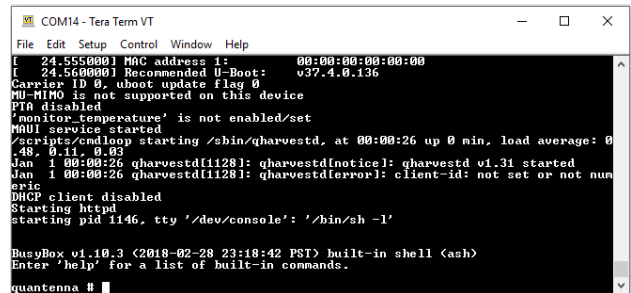 COM14 - Tera Term VT
File Edit Setup Control Window Help
[ 24.555000] MAC address 1: 00:00:00:00:00:00
[ 24.560000] Recommended U-Boot: v37.4.0.136
Carrier ID 0, uboot update flag 0
MU-MIMO is not supported on this device
PTA disabled
'monitor_temperature' is not enabled/set
MAUI service started
/scripts/cmdloop starting /sbin/qharvestd, at 00:00:26 up 0 min, load average: 0
.48, 0.11, 0.03
Jan 1 00:00:26 qharvestd[1128]: qharvestd[notice]: qharvestd v1.31 started
Jan 1 00:00:26 qharvestd[1128]: qharvestd[error]: client-id: not set or not num
eric
DHCP client disabled
Starting httpd
starting pid 1146, tty '/dev/console': '/bin/sh -l'
BusyBox v1.10.3 (2018-02-28 23:18:42 PST) built-in shell (ash)
Enter 'help' for a list of built-in commands.
quantenna #